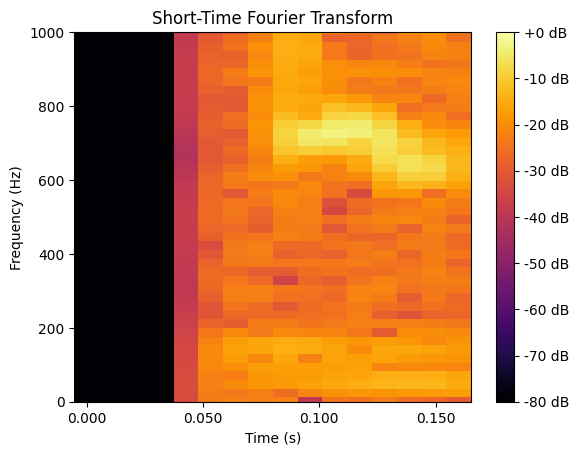 Short-Time Fourier Transform
Frequency (Hz)
1000
800
600
400
200
0
0.000
0.050
0.100
0.150
Time (s)
+0 dB
-10 dB
-20 dB
-30 dB
-40 dB
-50 dB
-60 dB
-70 dB
-80 dB